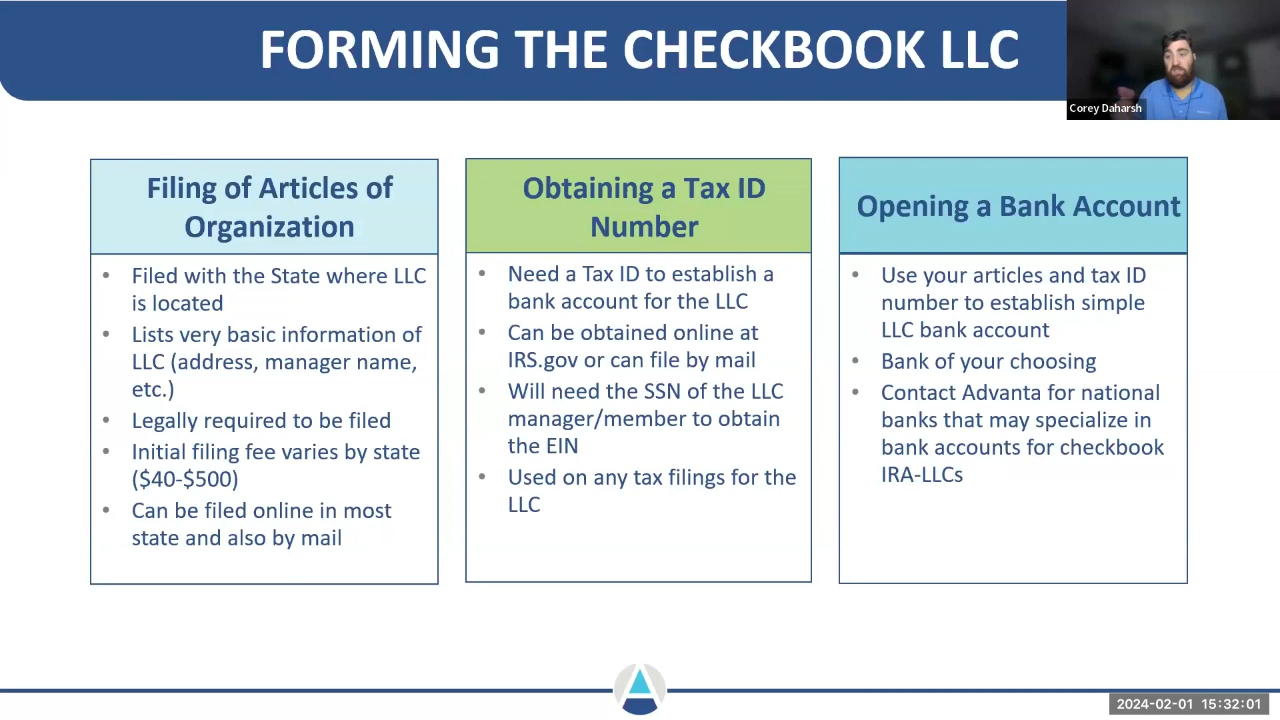 FORMING THE CHECKBOOK LLC
Corey Daharsh
Filing of Articles of
Organization
• Filed with the State where LLC
is located
• Lists very basic information of
LLC (address, manager name,
etc.)
• Legally required to be filed
• Initial filing fee varies by state
($40-$500)
• Can be filed online in most
state and also by mail
Obtaining a Tax ID
Number
• Need a Tax ID to establish a
bank account for the LLC
• Can be obtained online at
IRS.gov or can file by mail
• Will need the SSN of the LLC
manager/member to obtain
the EIN
• Used on any tax filings for the
LLC
Opening a Bank Account
• Use your articles and tax ID
number to establish simple
LLC bank account
• Bank of your choosing
• Contact Advanta for national
banks that may specialize in
bank accounts for checkbook
IRA-LLCs
2024-02-01 15:32:01